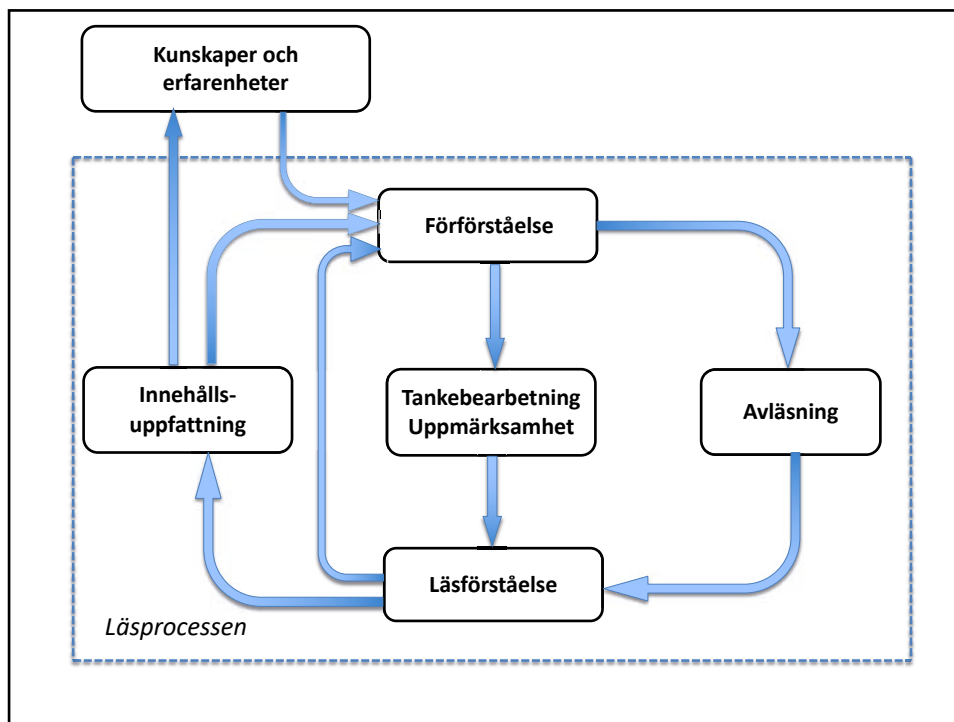 Kunskaper och
erfarenheter
Förförståelse
Innehålls-
uppfattning
Tankebearbetning
Uppmärksamhet
Avläsning
Läsförståelse
Läsprocessen